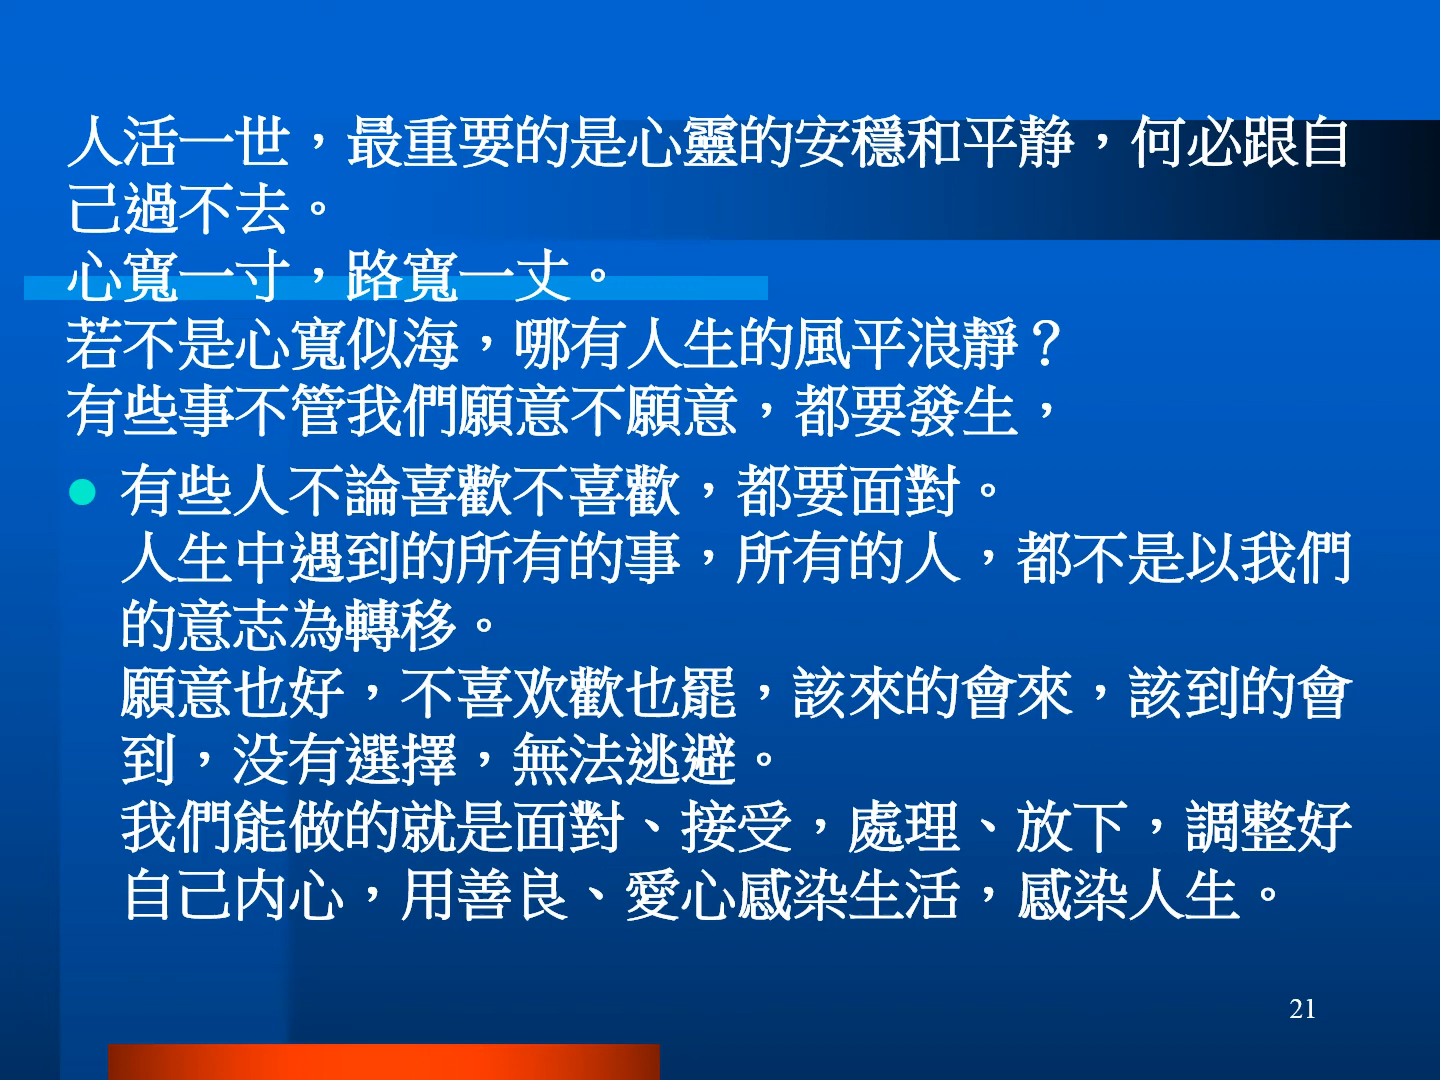 人活一世，最重要的是心靈的安穩和平静，何必跟自
己過不去。
心寬一寸，路寬一丈。
若不是心寬似海，哪有人生的風平浪靜？
有些事不管我們願意不願意，都要發生，
● 有些人不論喜歡不喜歡，都要面對。
人生中遇到的所有的事，所有的人，都不是以我們
的意志為轉移。
願意也好，不喜欢歡也罷，該來的會來，該到的會
到，没有選擇，無法逃避。
我們能做的就是面對、接受，處理、放下，調整好
自己内心，用善良、愛心感染生活，感染人生。
21